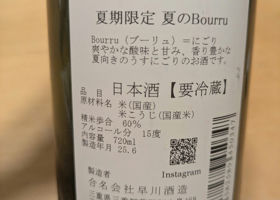 夏期限定 夏のBourru
Bourru (ブーリュ)＝にごり
爽やかな酸味と甘み、香り豊かな
夏向きのうすにごりのお酒です。
品目 日本酒【要冷蔵】
原材料名 米(国産)
米こうじ(国産米)
精米歩合 60%
アルコール分 15度
内容量 720ml
製造年月 25.6
Instagram
製造者
合名会社早川酒造